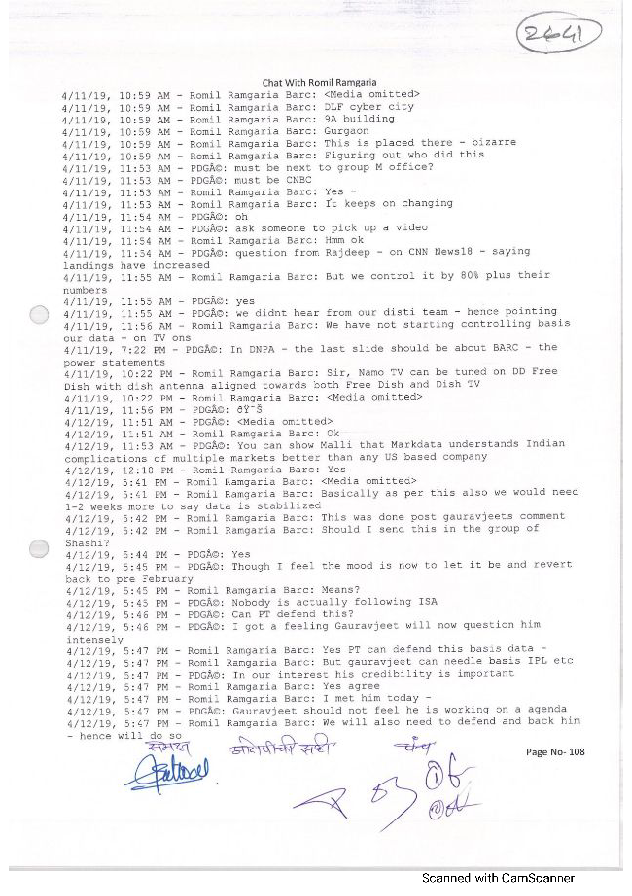 2641
Chat With Romil Ramgaria
4/11/19, 10:59 AM - Romil Ramgaria Barc: <Media omitted>
4/11/19, 10:59 AM - Romil Ramgaria Barc: DLF cyber city
4/11/19, 10:59 AM - Romil Ramgaria Barc: 9A building
4/11/19, 10:59 AM - Romil Ramgaria Barc: Gurgaon
4/11/19, 10:59 AM - Romil Ramgaria Barc: This is placed there - bizarre
4/11/19, 10:59 AM - Romil Ramgaria Barc: Figuring out who did this
4/11/19, 11:53 AM - PDGÂ©: must be next to group M office?
4/11/19, 11:53 AM - PDGÂ©: must be CNBC
4/11/19, 11:53 AM - Romil Ramgaria Barc: Yes -
4/11/19, 11:53 AM - Romil Ramgaria Barc: It keeps on changing
4/11/19, 11:54 AM - PDGÂ©: oh
4/11/19, 11:54 AM - PDGÂ©: ask someone to pick up a video
4/11/19, 11:54 AM - Romil Ramgaria Barc: Hmm ok
4/11/19, 11:54 AM - PDGÂ©: question from Rajdeep - on CNN News18 - saying
landings have increased
4/11/19, 11:55 AM - Romil Ramgaria Barc: But we control it by 80% plus their
numbers
4/11/19, 11:55 AM - PDGÂ©: yes
4/11/19, 11:55 AM - PDGÂ©: we didnt hear from our disti team - hence pointing
4/11/19, 11:56 AM - Romil Ramgaria Barc: We have not starting controlling basis
our data - on TV ons
4/11/19, 7:22 PM - PDGÂ©: In DNPA - the last slide should be about BARC - the
power statements
4/11/19, 10:22 PM - Romil Ramgaria Barc: Sir, Namo TV can be tuned on DD Free
Dish with dish antenna aligned towards both Free Dish and Dish TV
4/11/19, 10:22 PM - Romil Ramgaria Barc: <Media omitted>
4/11/19, 11:56 PM - PDGÂ©: ðŸ˜Š
4/12/19, 11:51 AM - PDGÂ©: <Media omitted>
4/12/19, 11:51 AM - Romil Ramgaria Barc: Ok
4/12/19, 11:53 AM - PDGÂ©: You can show Malli that Markdata understands Indian
complications of multiple markets better than any US based company
4/12/19, 12:10 PM - Romil Ramgaria Barc: Yes
4/12/19, 5:41 PM - Romil Ramgaria Barc: <Media omitted>
4/12/19, 5:41 PM - Romil Ramgaria Barc: Basically as per this also we would need
1-2 weeks more to say data is stabilized
4/12/19, 5:42 PM - Romil Ramgaria Barc: This was done post gauravjeets comment
4/12/19, 5:42 PM - Romil Ramgaria Barc: Should I send this in the group of
Shashi?
4/12/19, 5:44 PM - PDGÂ©: Yes
4/12/19, 5:45 PM - PDGÂ©: Though I feel the mood is now to let it be and revert
back to pre February
4/12/19, 5:45 PM - Romil Ramgaria Barc: Means?
4/12/19, 5:45 PM - PDGÂ©: Nobody is actually following ISA
4/12/19, 5:46 PM - PDGÂ©: Can PT defend this?
4/12/19, 5:46 PM - PDGÂ©: I got a feeling Gauravjeet will now question him
intensely
4/12/19, 5:47 PM - Romil Ramgaria Barc: Yes PT can defend this basis data -
4/12/19, 5:47 PM - Romil Ramgaria Barc: But gauravjeet can needle basis IPL etc
4/12/19, 5:47 PM - PDGÂ©: In our interest his credibility is important
4/12/19, 5:47 PM - Romil Ramgaria Barc: Yes agree
4/12/19, 5:47 PM - Romil Ramgaria Barc: I met him today -
4/12/19, 5:47 PM - PDGÂ©: Gauravjeet should not feel he is working on a agenda
4/12/19, 5:47 PM - Romil Ramgaria Barc: We will also need to defend and back him
- hence will do so
समक्ष आरोपीची सही पंच
Page No- 108
Scanned with CamScanner